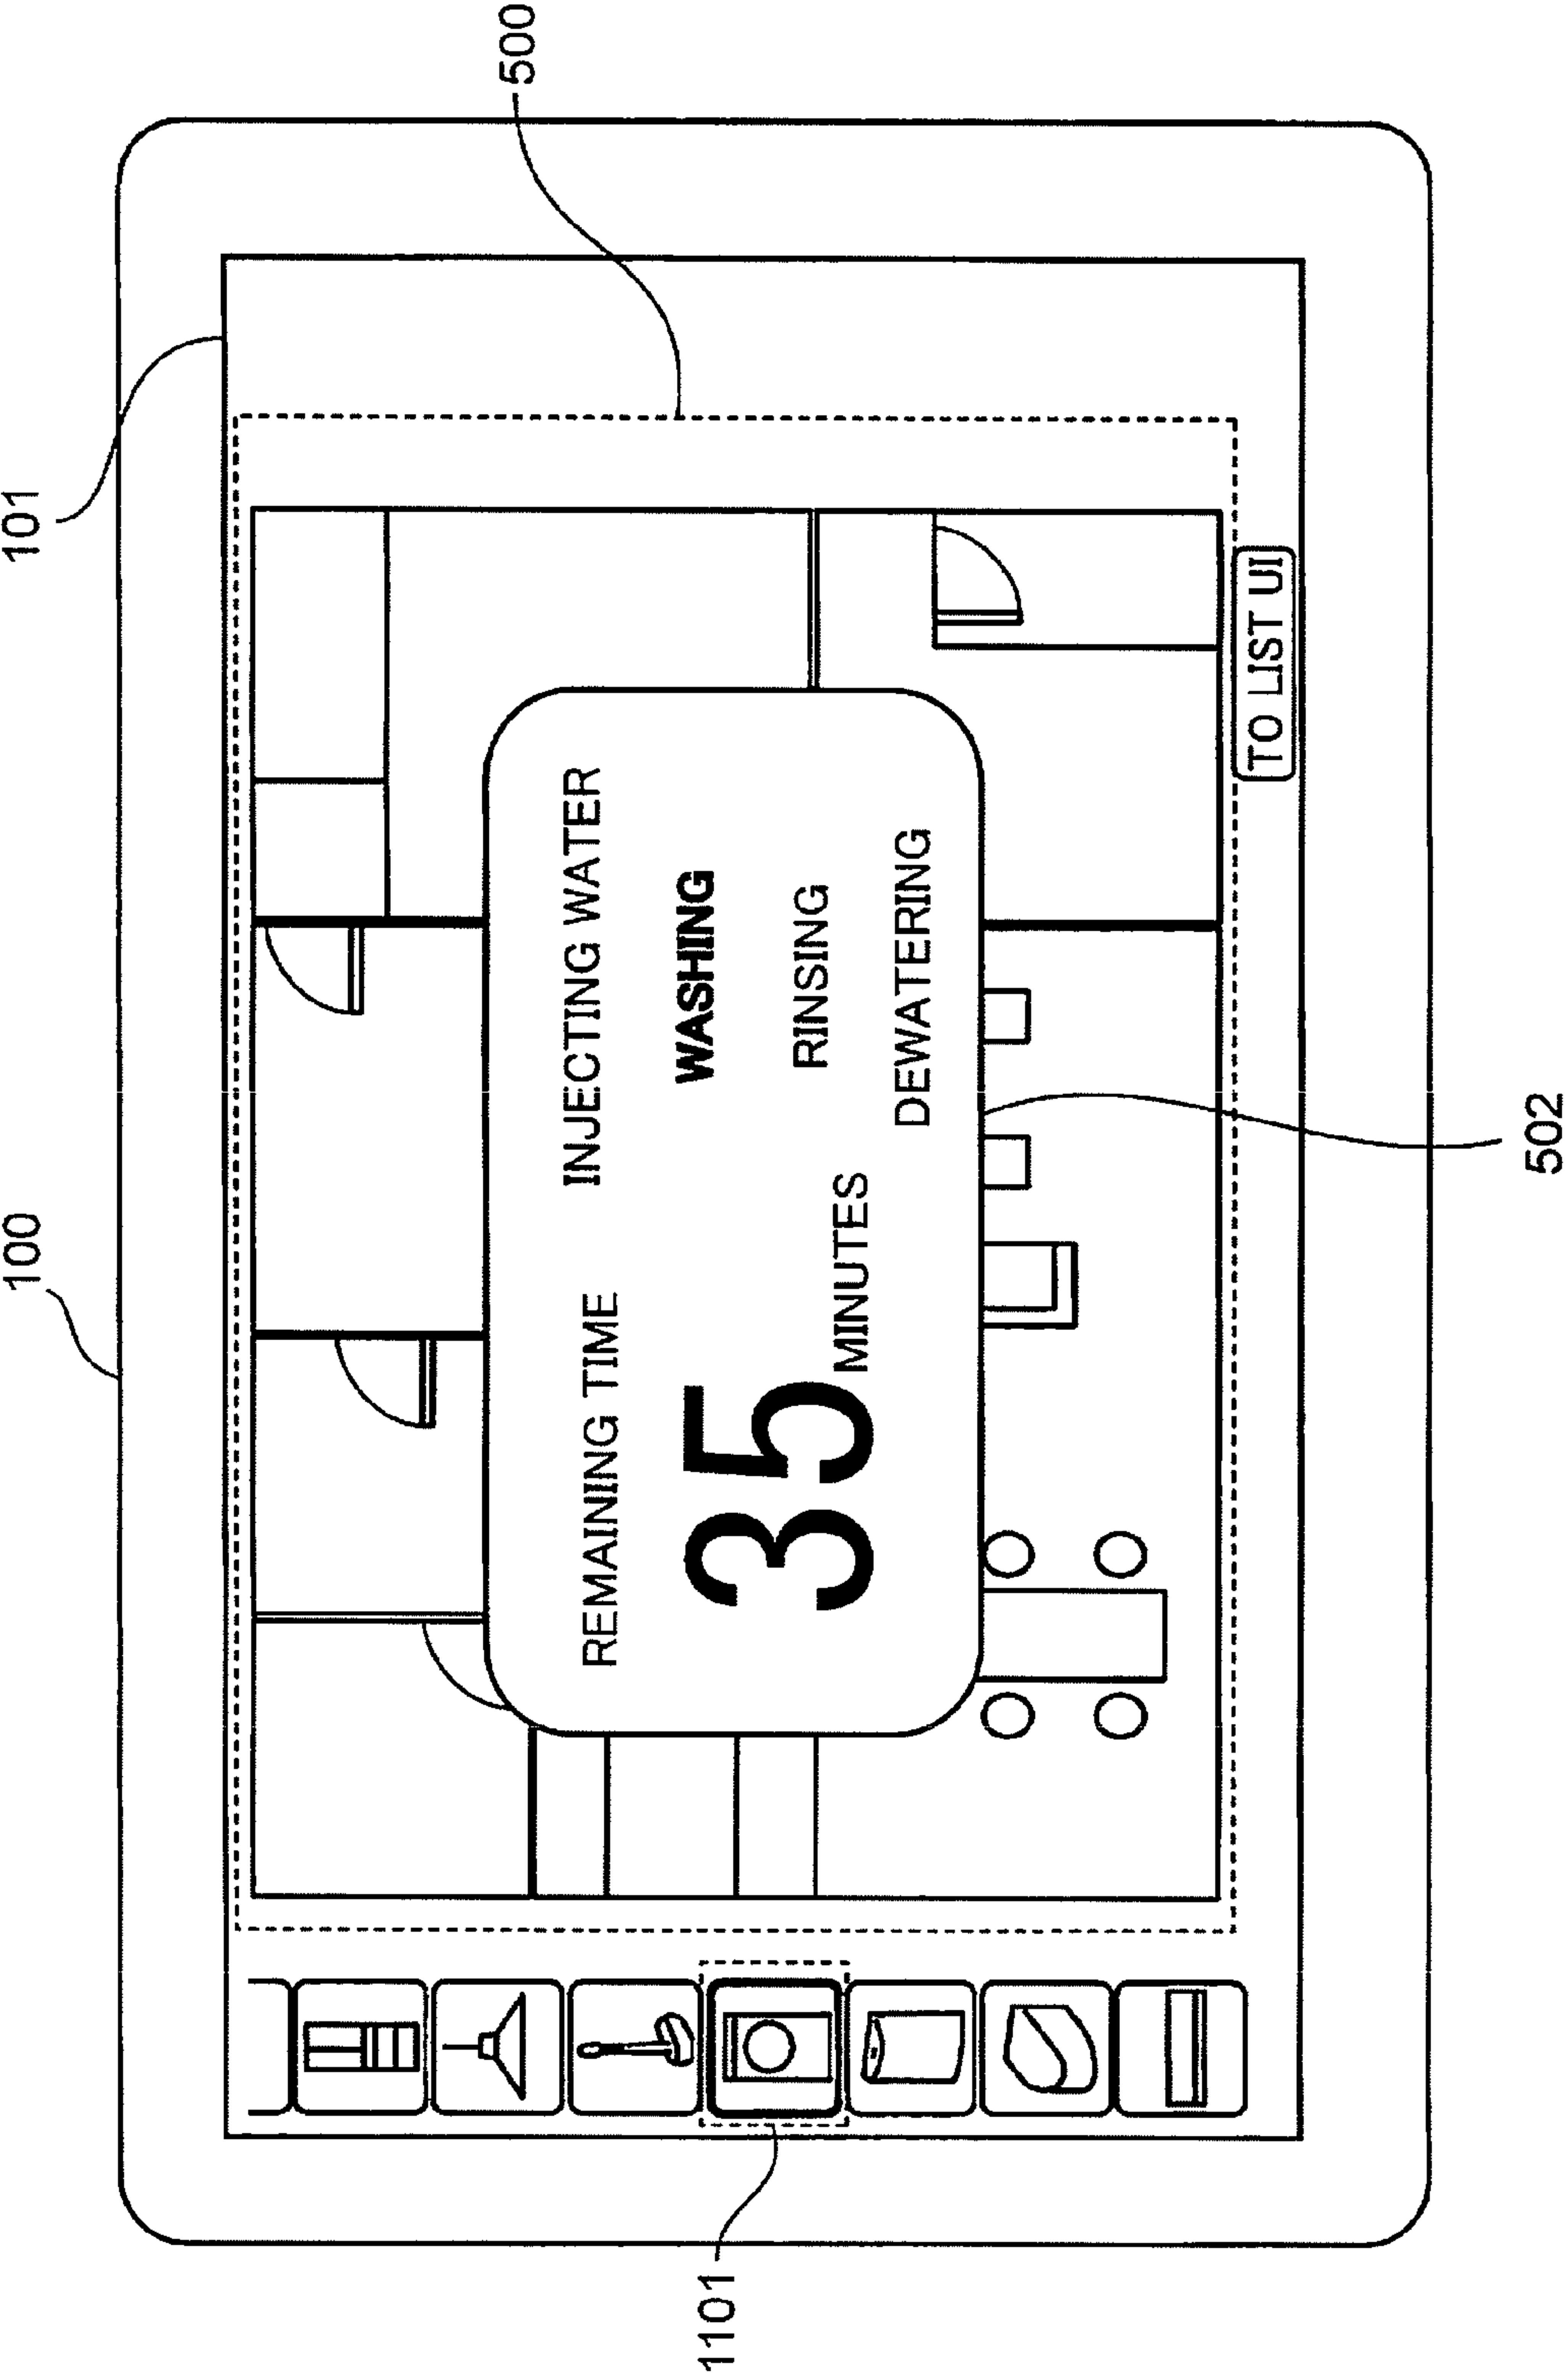 100
101
500
REMAINING TIME
35 MINUTES
INJECTING WATER
WASHING
RINSING
DEWATERING
TO LIST UI
1101
502